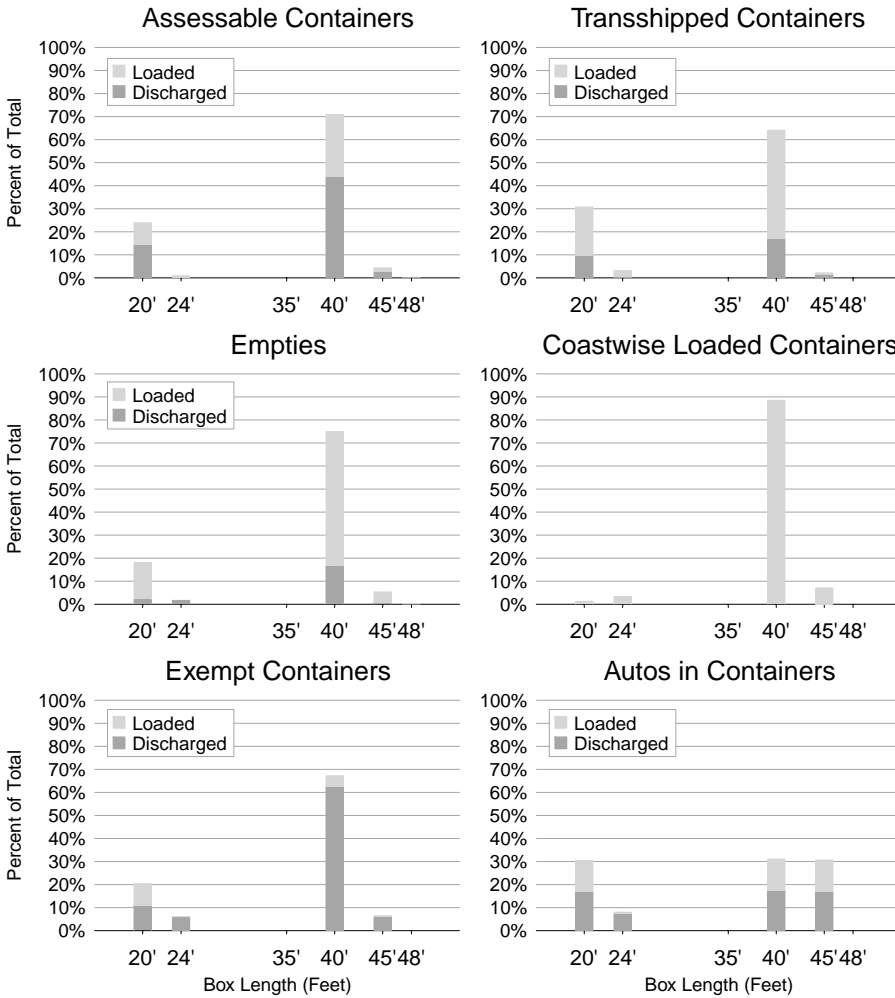 Assessable Containers
Percent of Total
100%
90%
80%
70%
60%
50%
40%
30%
20%
10%
0%
Loaded
Discharged
20' 24' 35' 40' 45' 48'
Transshipped Containers
100%
90%
80%
70%
60%
50%
40%
30%
20%
10%
0%
Loaded
Discharged
20' 24' 35' 40' 45' 48'
Empties
Percent of Total
100%
90%
80%
70%
60%
50%
40%
30%
20%
10%
0%
Loaded
Discharged
20' 24' 35' 40' 45' 48'
Coastwise Loaded Containers
100%
90%
80%
70%
60%
50%
40%
30%
20%
10%
0%
20' 24' 35' 40' 45' 48'
Exempt Containers
Percent of Total
100%
90%
80%
70%
60%
50%
40%
30%
20%
10%
0%
Loaded
Discharged
20' 24' 35' 40' 45' 48'
Box Length (Feet)
Autos in Containers
100%
90%
80%
70%
60%
50%
40%
30%
20%
10%
0%
Loaded
Discharged
20' 24' 35' 40' 45' 48'
Box Length (Feet)